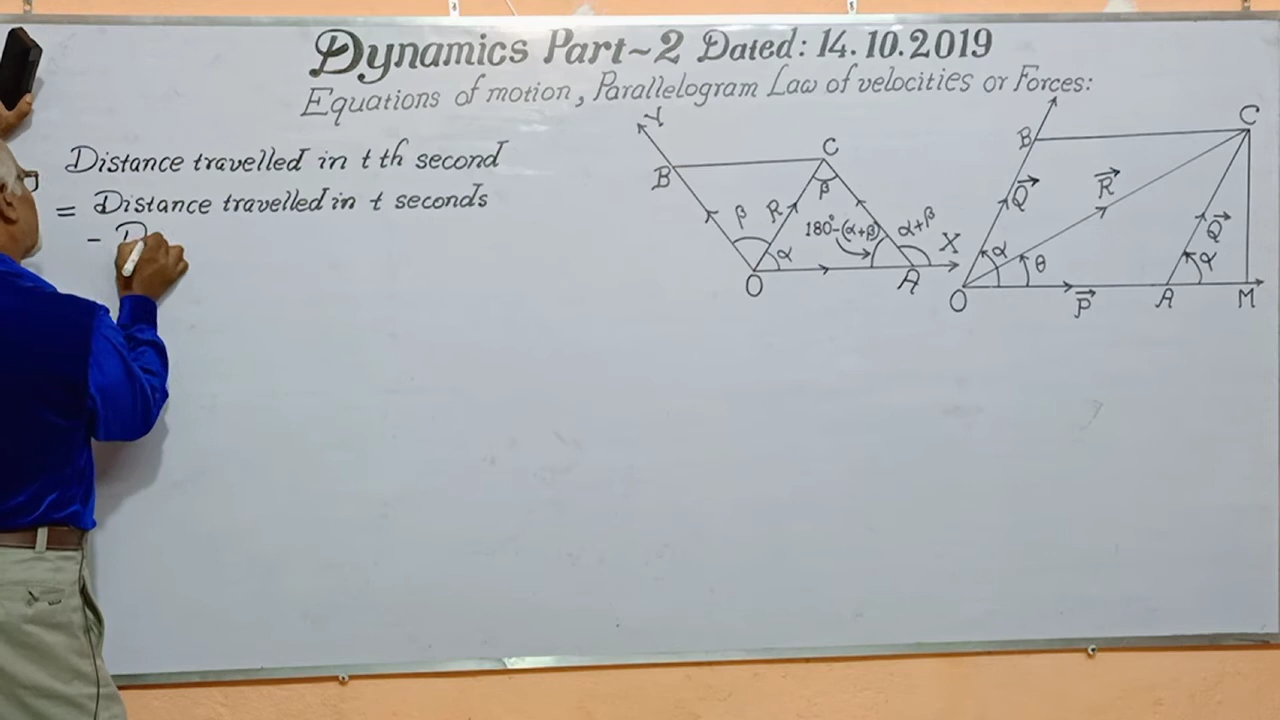 Dynamics Part~2 Dated: 14.10.2019
Equations of motion, Parallelogram Law of velocities or Forces:
Distance travelled in t th second
= Distance travelled in t seconds
- D
Y
B
C
β
β
R
180°-(α+β)
α+β
X
α
O
A
B
C
Q⃗
R⃗
Q⃗
α
θ
α
O
P⃗
A
M